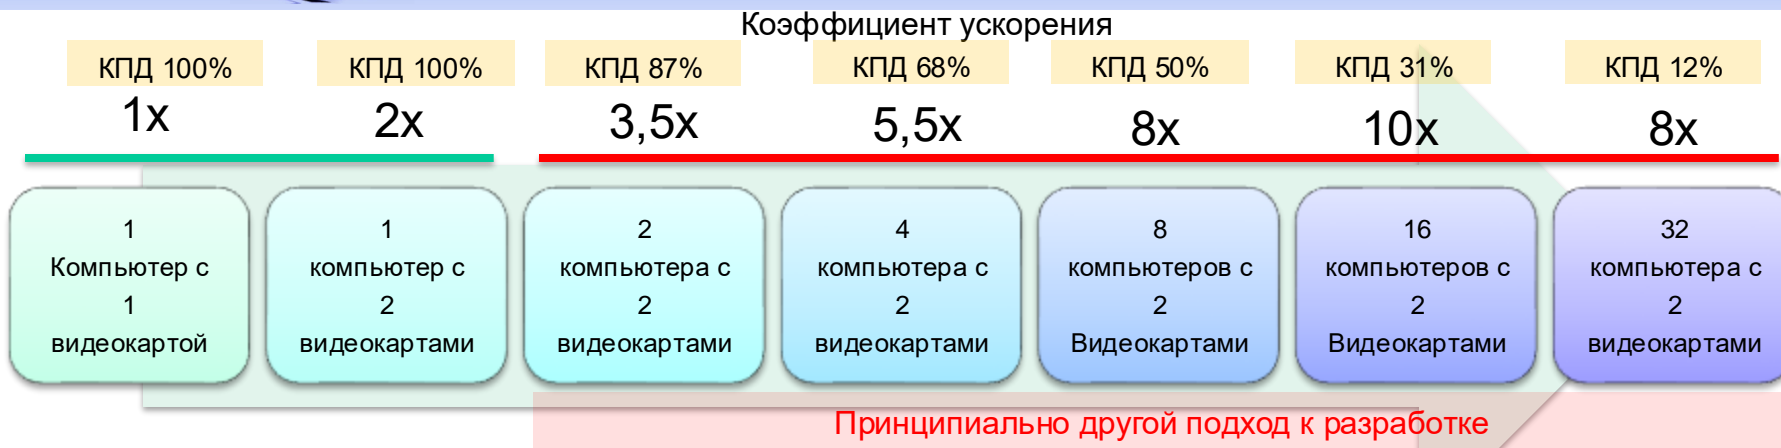 Коэффициент ускорения
КПД 100%
КПД 100%
КПД 87%
КПД 68%
КПД 50%
КПД 31%
КПД 12%
1x
2x
3,5x
5,5x
8x
10x
8x
1
Компьютер с
1
видеокартой
1
компьютер с
2
видеокартами
2
компьютера с
2
видеокартами
4
компьютера с
2
видеокартами
8
компьютеров с
2
Видеокартами
16
компьютеров с
2
Видеокартами
32
компьютера с
2
видеокартами
Принципиально другой подход к разработке